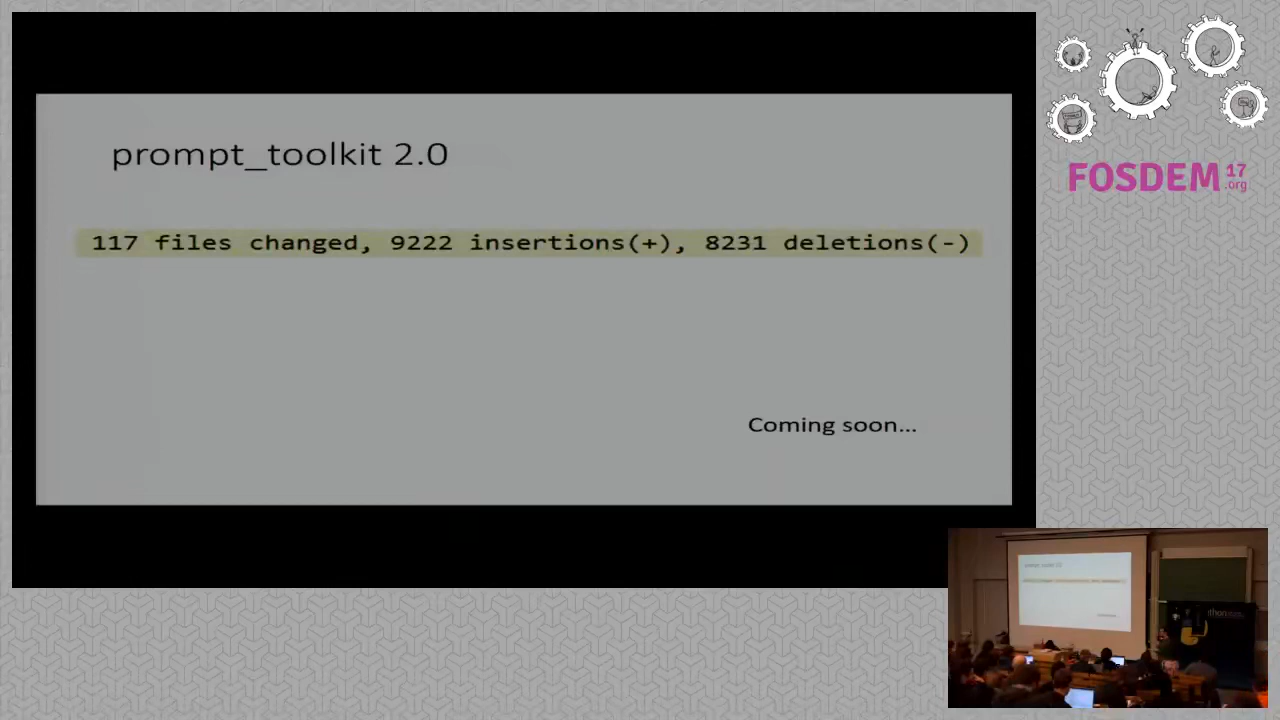 prompt_toolkit 2.0
117 files changed, 9222 insertions(+), 8231 deletions(-)
Coming soon...
FOSDEM 17
.org